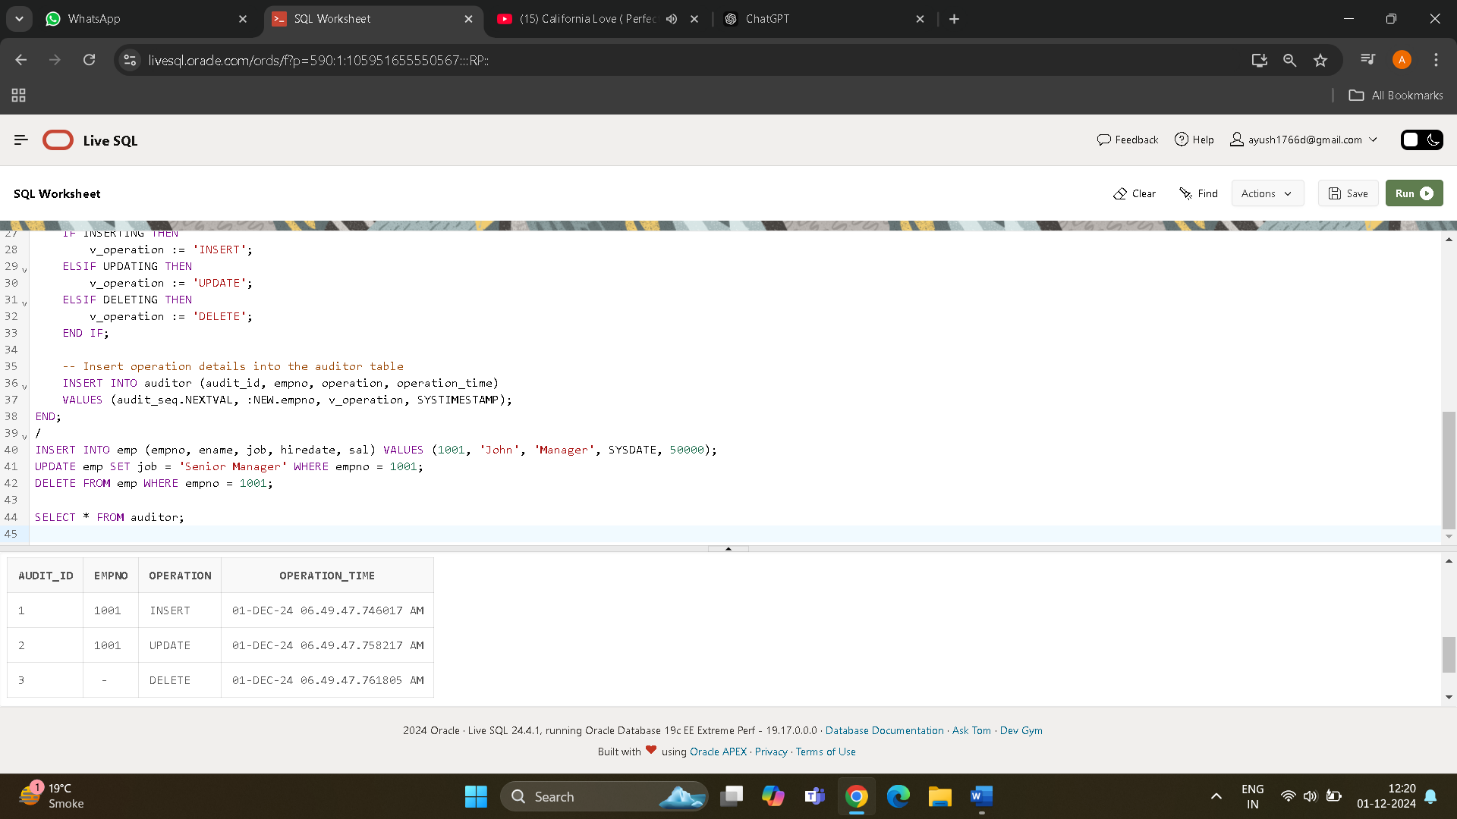 WhatsApp
SQL Worksheet
(15) California Love ( Perfec
ChatGPT
livesql.oracle.com/ords/f?p=590:1:105951655550567:::RP::
A
All Bookmarks
Live SQL
Feedback
Help
ayush1766d@gmail.com
SQL Worksheet
Clear
Find
Actions
Save
Run
27 IF INSERTING THEN
28 v_operation := 'INSERT';
29 ELSIF UPDATING THEN
30 v_operation := 'UPDATE';
31 ELSIF DELETING THEN
32 v_operation := 'DELETE';
33 END IF;
34
35 -- Insert operation details into the auditor table
36 INSERT INTO auditor (audit_id, empno, operation, operation_time)
37 VALUES (audit_seq.NEXTVAL, :NEW.empno, v_operation, SYSTIMESTAMP);
38 END;
39 /
40 INSERT INTO emp (empno, ename, job, hiredate, sal) VALUES (1001, 'John', 'Manager', SYSDATE, 50000);
41 UPDATE emp SET job = 'Senior Manager' WHERE empno = 1001;
42 DELETE FROM emp WHERE empno = 1001;
43
44 SELECT * FROM auditor;
45
AUDIT_ID EMPNO OPERATION OPERATION_TIME
1 1001 INSERT 01-DEC-24 06.49.47.746017 AM
2 1001 UPDATE 01-DEC-24 06.49.47.758217 AM
3 - DELETE 01-DEC-24 06.49.47.761805 AM
2024 Oracle · Live SQL 24.4.1, running Oracle Database 19c EE Extreme Perf - 19.17.0.0.0 · Database Documentation · Ask Tom · Dev Gym
Built with ❤ using Oracle APEX · Privacy · Terms of Use
1
19°C
Smoke
Search
ENG
IN
12:20
01-12-2024